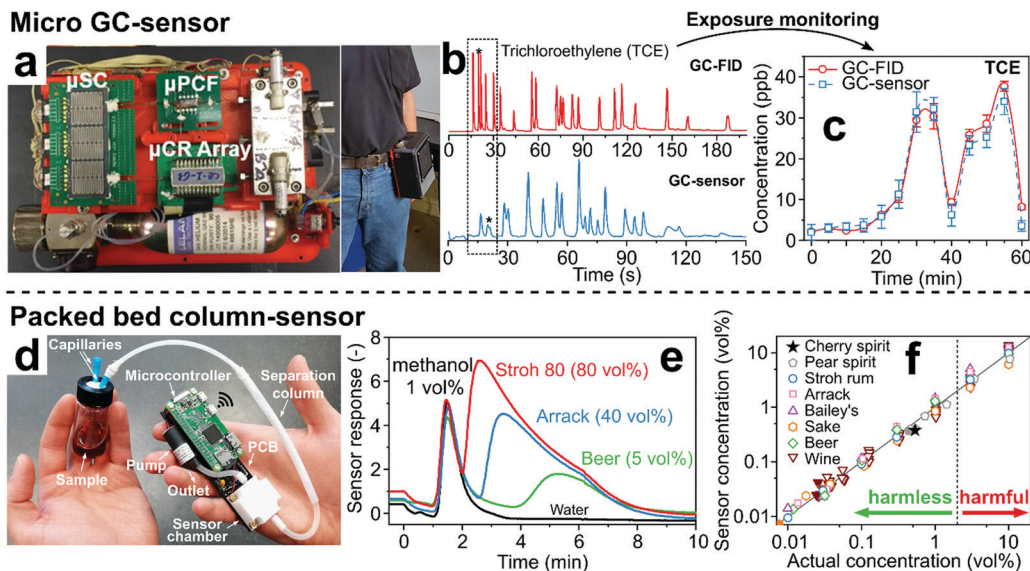 Micro GC-sensor
a
μSC
μPCF
μCR Array
HELIUM
b
Exposure monitoring
Trichloroethylene (TCE)
GC-FID
*
0 30 60 90 120 150 180
GC-sensor
*
0 30 60 90 120 150
Time (s)
c
GC-FID
GC-sensor
TCE
Concentration (ppb)
40
30
20
10
0
0 10 20 30 40 50 60
Time (min)
Packed bed column-sensor
d
Capillaries
Microcontroller
Separation
column
PCB
Pump
Sample
Outlet
Sensor
chamber
e
Sensor response (-)
8
6
4
2
0
methanol
1 vol%
Stroh 80 (80 vol%)
Arrack (40 vol%)
Beer (5 vol%)
Water
0 2 4 6 8 10
Time (min)
f
Sensor concentration (vol%)
10
1
0.1
0.01
Cherry spirit
Pear spirit
Stroh rum
Arrack
Bailey's
Sake
Beer
Wine
harmless
harmful
0.01 0.1 1 10
Actual concentration (vol%)